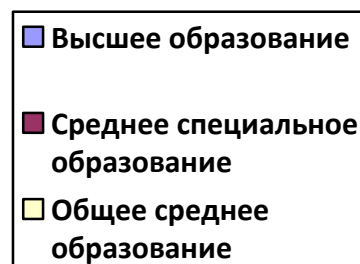 Высшее образование
Среднее специальное
образование
Общее среднее
образование